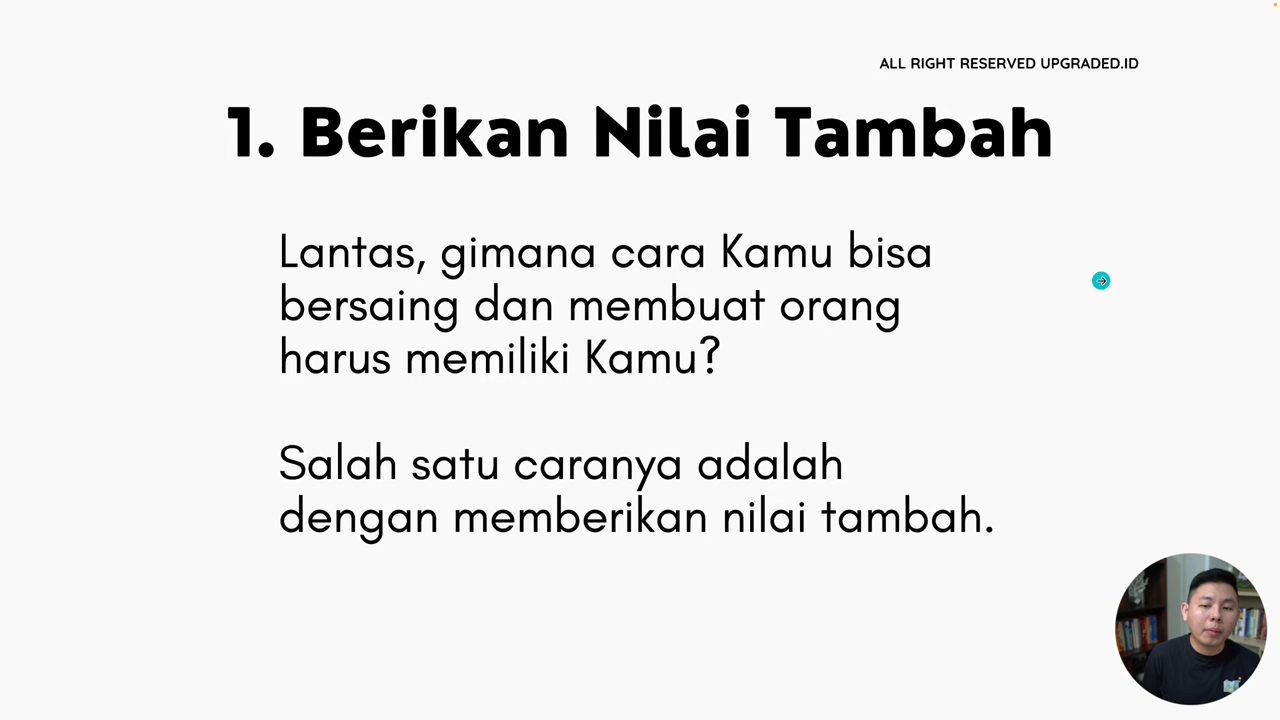 ALL RIGHT RESERVED UPGRADED.ID
1. Berikan Nilai Tambah
Lantas, gimana cara Kamu bisa
bersaing dan membuat orang
harus memiliki Kamu?
Salah satu caranya adalah
dengan memberikan nilai tambah.